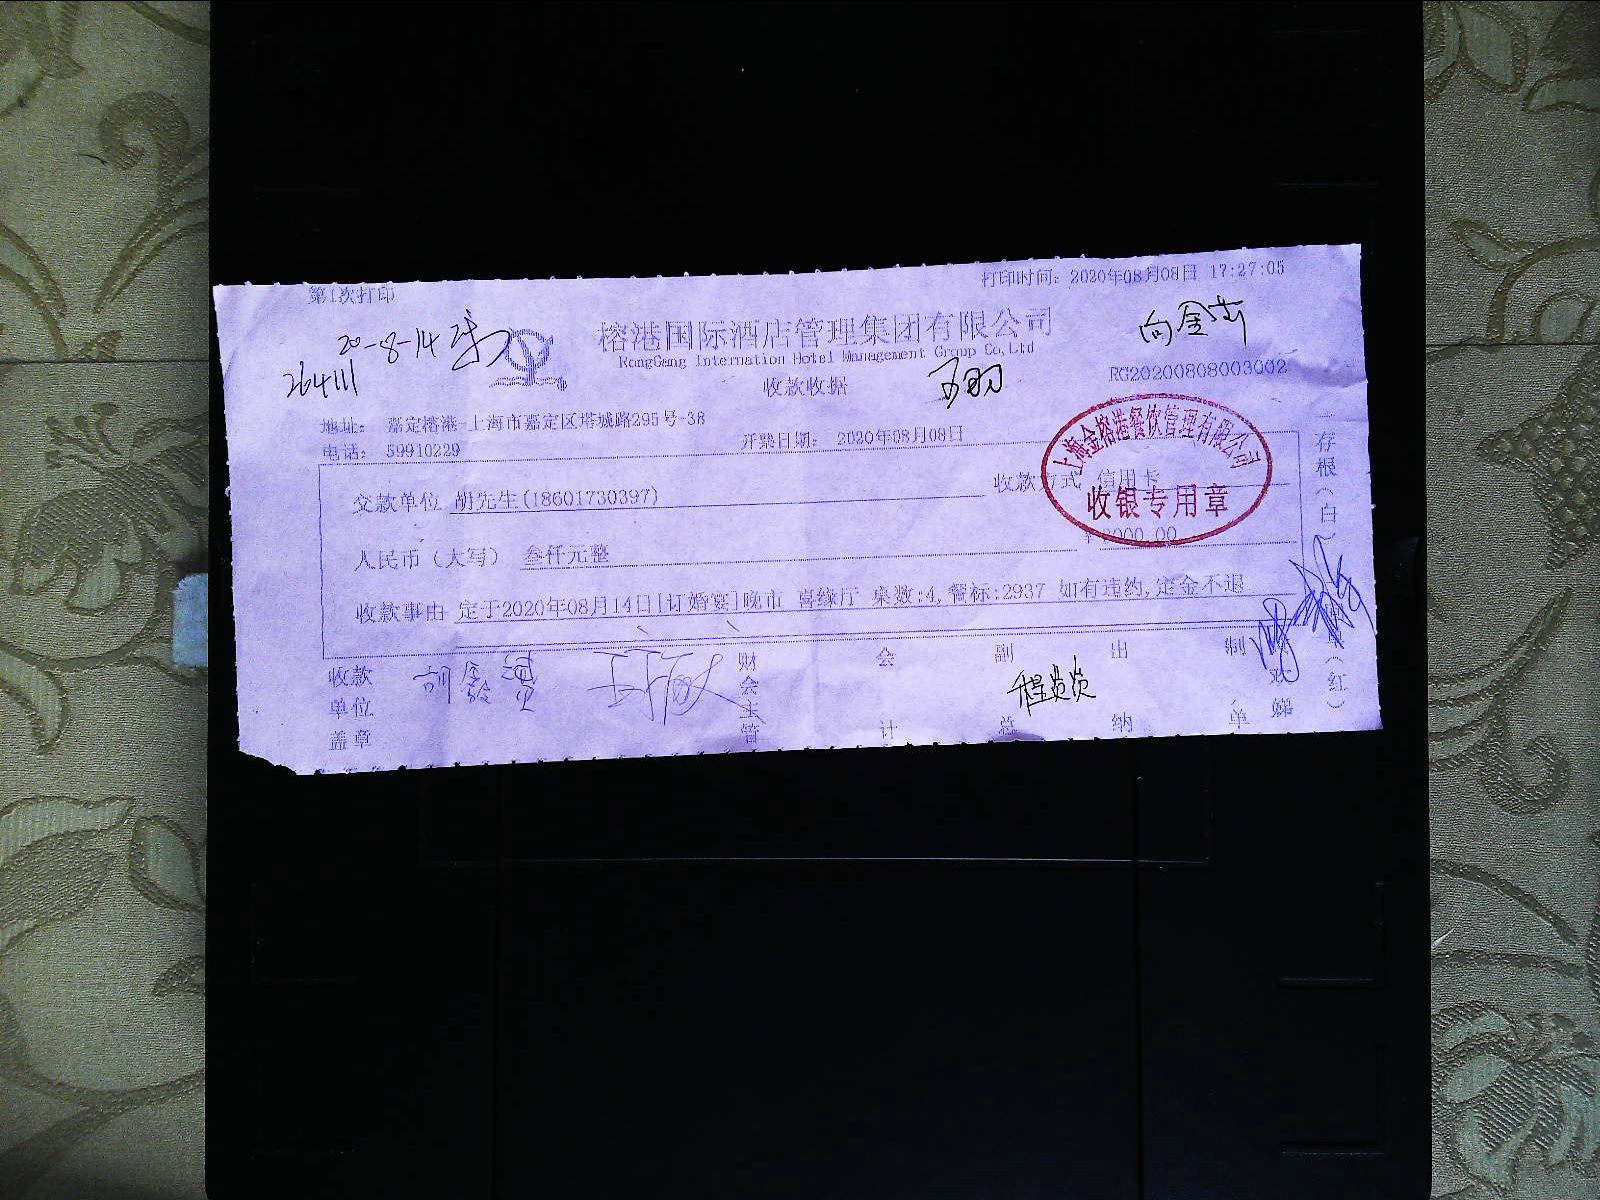 第1次打印
打印时间: 2020年08月08日 17:27:05
20-8-14
264111
榕港国际酒店管理集团有限公司
RongGang Internation Hotel Management Group Co,Ltd
向金
收款收据
RG20200808003002
地址: 嘉定榕港-上海市嘉定区塔城路295号-38
电话: 59910229
开票日期: 2020年08月08日
上海金榕港餐饮管理有限公司
收银专用章
交款单位 胡先生(18601730397)
收款方式 信用卡
人民币(大写) 叁仟元整
000.00
收款事由 定于2020年08月14日[订婚宴]晚市 喜缘厅 桌数:4,餐标:2937 如有违约,定金不退
存根(白)
(红)
收款单位盖章
胡
财会主管
会计
副总
程炎炎
出纳
制单
娣